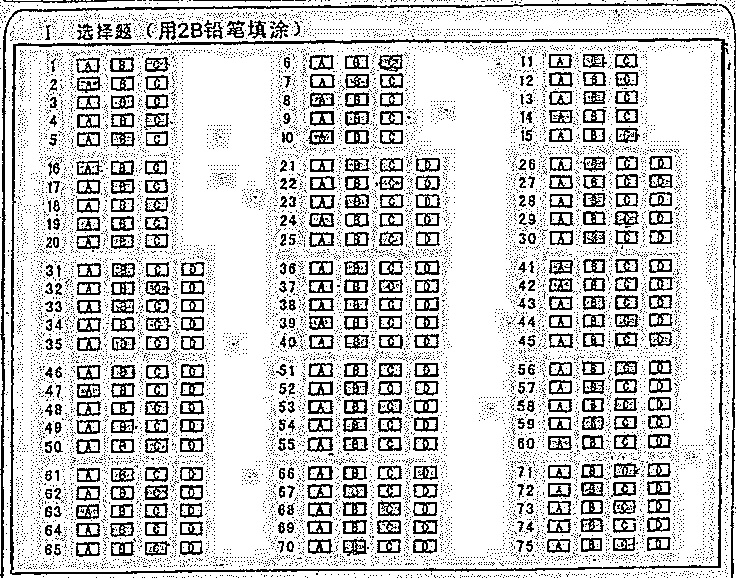 I 选择题（用2B铅笔填涂）
1 A B C 6 A B C 11 A B C
2 A B C 7 A B C 12 A B C
3 A B C 8 A B C 13 A B C
4 A B C 9 A B C 14 A B C
5 A B C 10 A B C 15 A B C
16 A B C 21 A B C D 26 A B C D
17 A B C 22 A B C D 27 A B C D
18 A B C 23 A B C D 28 A B C D
19 A B C 24 A B C D 29 A B C D
20 A B C 25 A B C D 30 A B C D
31 A B C D 36 A B C D 41 A B C D
32 A B C D 37 A B C D 42 A B C D
33 A B C D 38 A B C D 43 A B C D
34 A B C D 39 A B C D 44 A B C D
35 A B C D 40 A B C D 45 A B C D
46 A B C D 51 A B C D 56 A B C D
47 A B C D 52 A B C D 57 A B C D
48 A B C D 53 A B C D 58 A B C D
49 A B C D 54 A B C D 59 A B C D
50 A B C D 55 A B C D 60 A B C D
61 A B C D 66 A B C D 71 A B C D
62 A B C D 67 A B C D 72 A B C D
63 A B C D 68 A B C D 73 A B C D
64 A B C D 69 A B C D 74 A B C D
65 A B C D 70 A B C D 75 A B C D